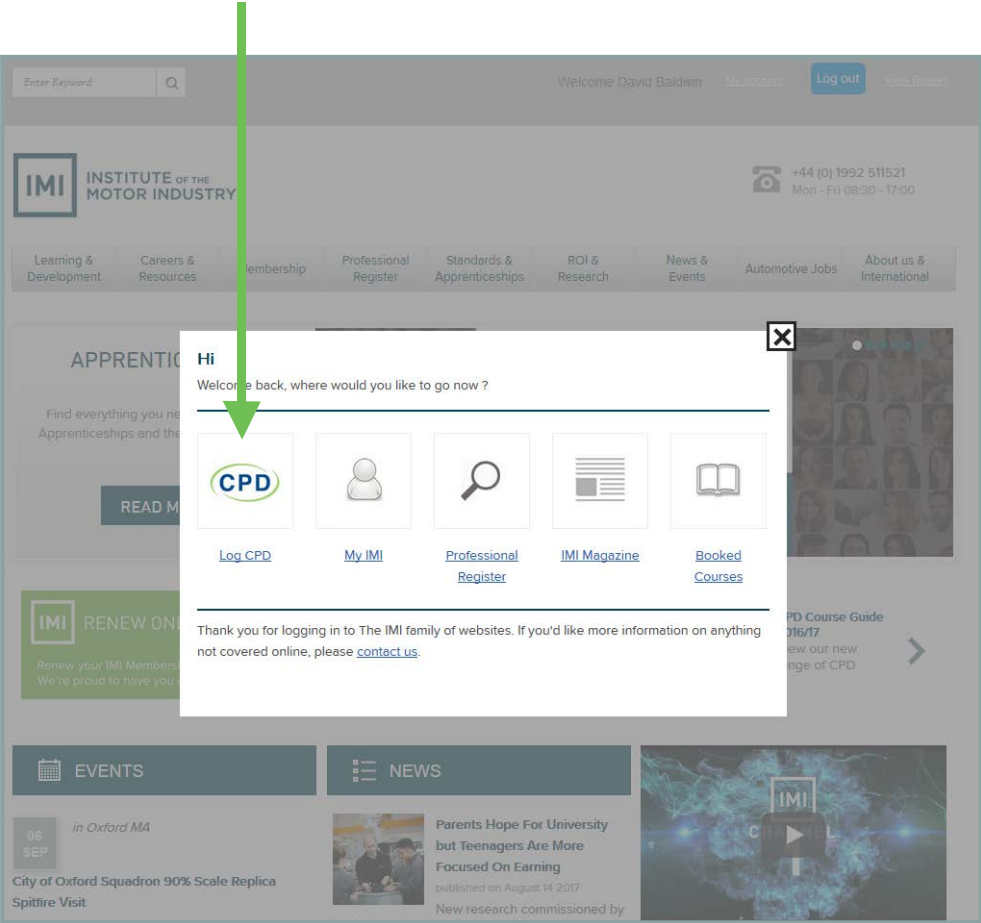 Enter Keyword
Welcome David Baldwin My account Log out View Basket
IMI INSTITUTE OF THE
MOTOR INDUSTRY
+44 (0) 1992 511521
Mon - Fri 08:30 - 17:00
Learning &
Development
Careers &
Resources
Membership
Professional
Register
Standards &
Apprenticeships
ROI &
Research
News &
Events
Automotive Jobs
About us &
International
APPRENTIC
Find everything you ne
Apprenticeships and the
READ M
Hi
Welcome back, where would you like to go now ?
CPD
Log CPD
My IMI
Professional
Register
IMI Magazine
Booked
Courses
Thank you for logging in to The IMI family of websites. If you'd like more information on anything
not covered online, please contact us.
IMI RENEW ONL
Renew your IMI Membersh
We're proud to have you
PD Course Guide
016/17
ew our new
nge of CPD
EVENTS
06
SEP
in Oxford MA
City of Oxford Squadron 90% Scale Replica
Spitfire Visit
NEWS
Parents Hope For University
but Teenagers Are More
Focused On Earning
published on August 14 2017
New research commissioned by
IMI
CHANNEL